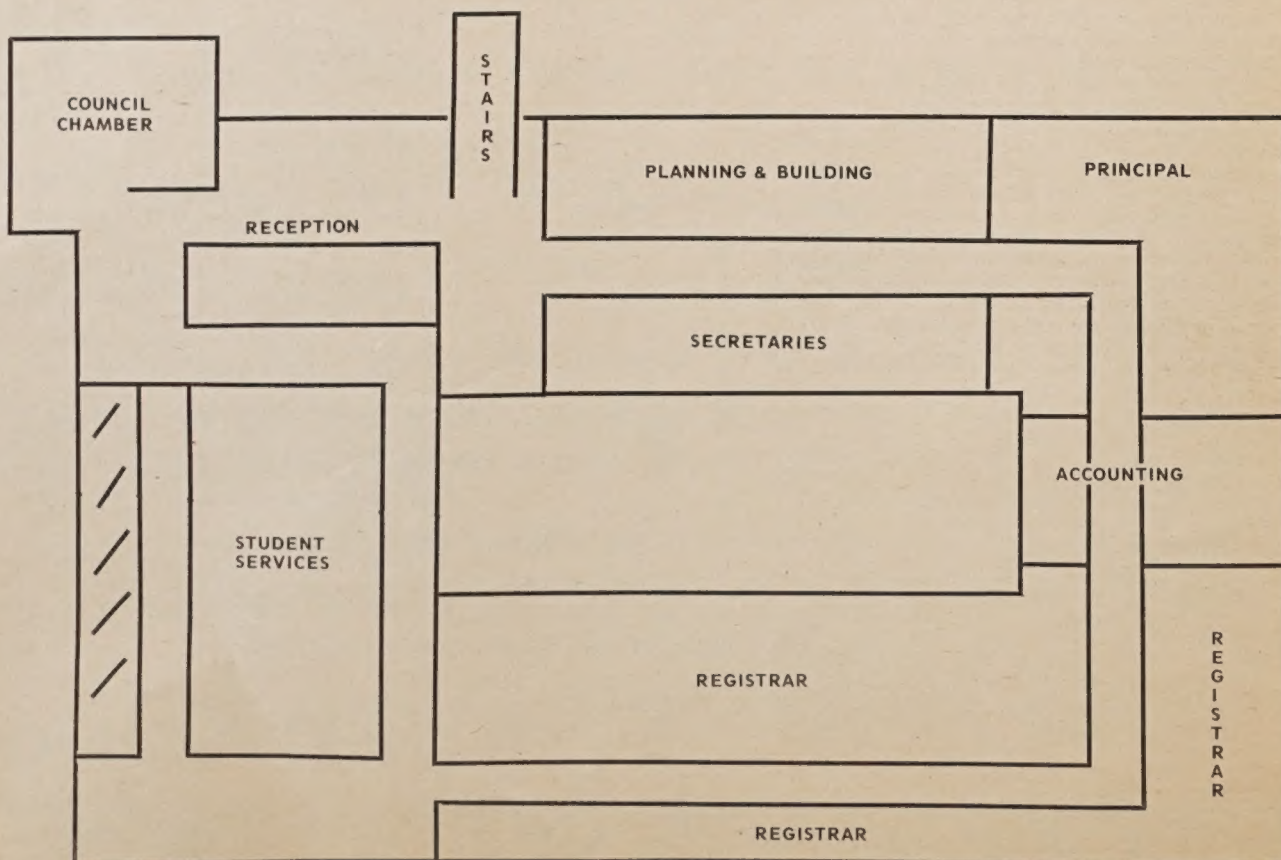 COUNCIL
CHAMBER
STAIRS
PLANNING & BUILDING
PRINCIPAL
RECEPTION
SECRETARIES
ACCOUNTING
STUDENT
SERVICES
REGISTRAR
REGISTRAR
REGISTRAR